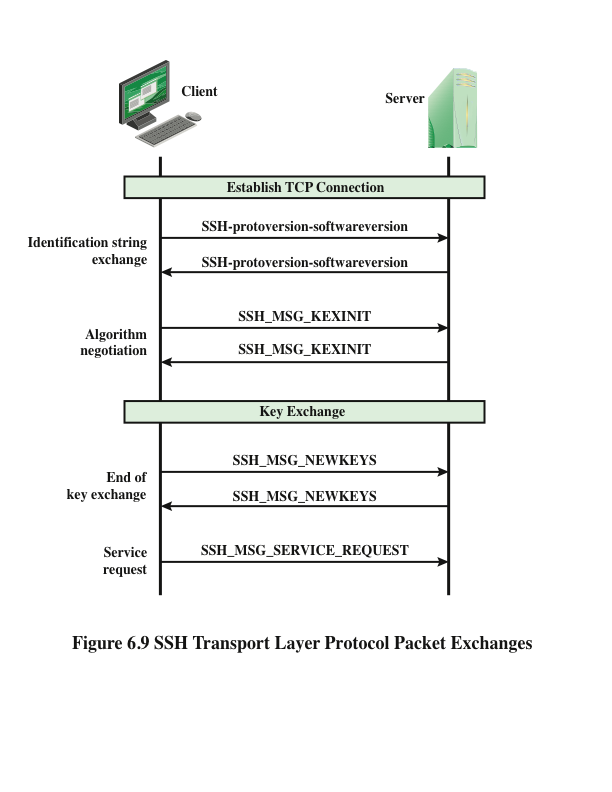 Client
Server
Establish TCP Connection
SSH-protoversion-softwareversion
Identification string
exchange
SSH-protoversion-softwareversion
SSH_MSG_KEXINIT
Algorithm
negotiation
SSH_MSG_KEXINIT
Key Exchange
SSH_MSG_NEWKEYS
End of
key exchange
SSH_MSG_NEWKEYS
SSH_MSG_SERVICE_REQUEST
Service
request
Figure 6.9 SSH Transport Layer Protocol Packet Exchanges